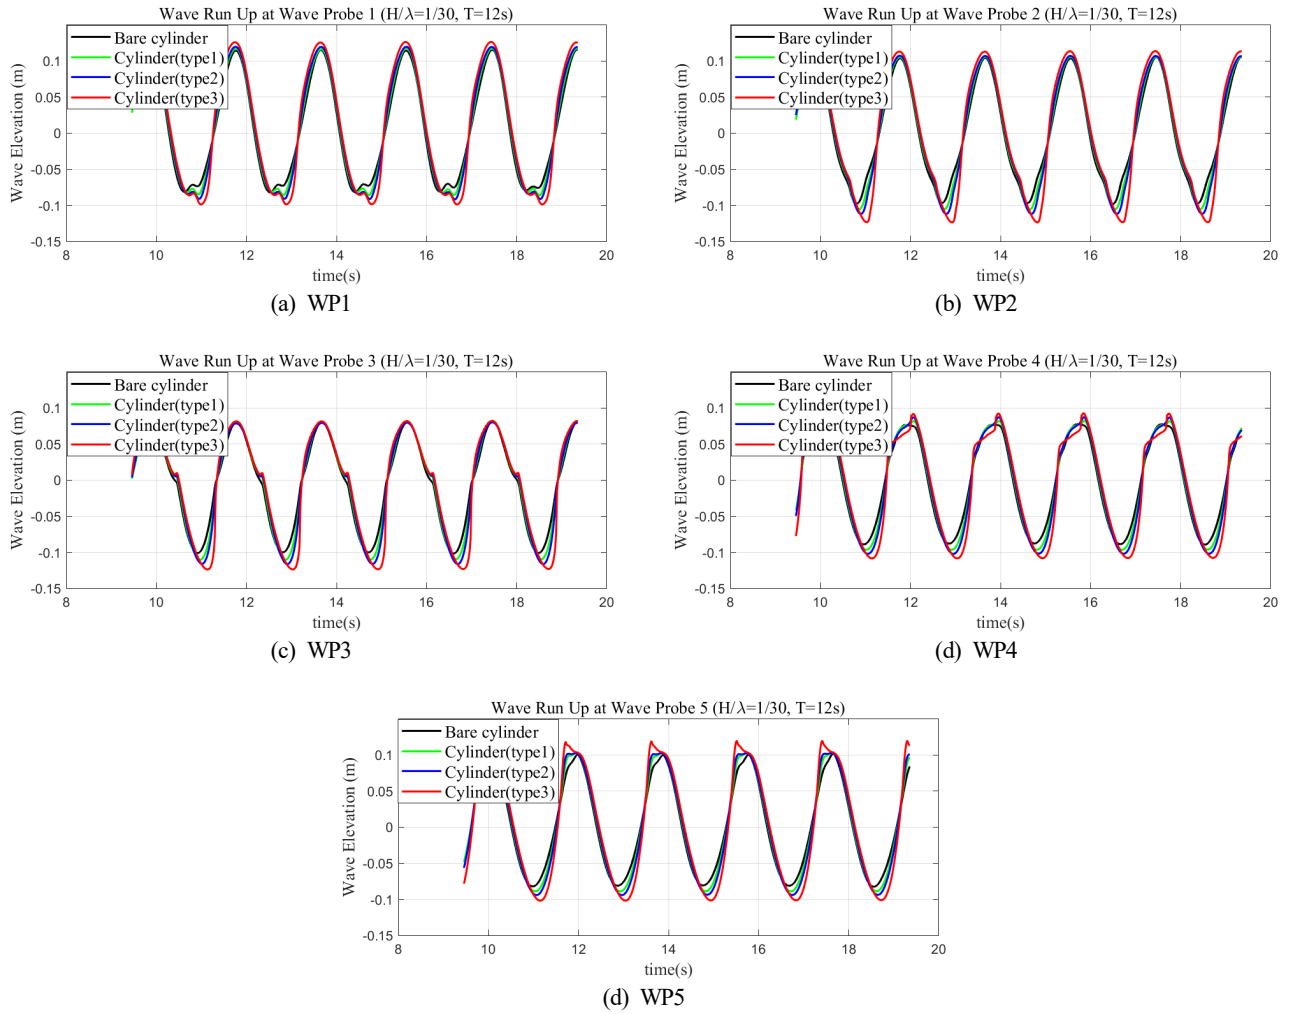 Wave Run Up at Wave Probe 1 (H/λ=1/30, T=12s)
Bare cylinder
Cylinder(type1)
Cylinder(type2)
Cylinder(type3)
0.1
0.05
0
-0.05
-0.1
-0.15
Wave Elevation (m)
8 10 12 14 16 18 20
time(s)
(a) WP1
Wave Run Up at Wave Probe 2 (H/λ=1/30, T=12s)
Bare cylinder
Cylinder(type1)
Cylinder(type2)
Cylinder(type3)
0.1
0.05
0
-0.05
-0.1
-0.15
Wave Elevation (m)
8 10 12 14 16 18 20
time(s)
(b) WP2
Wave Run Up at Wave Probe 3 (H/λ=1/30, T=12s)
Bare cylinder
Cylinder(type1)
Cylinder(type2)
Cylinder(type3)
0.1
0.05
0
-0.05
-0.1
-0.15
Wave Elevation (m)
8 10 12 14 16 18 20
time(s)
(c) WP3
Wave Run Up at Wave Probe 4 (H/λ=1/30, T=12s)
Bare cylinder
Cylinder(type1)
Cylinder(type2)
Cylinder(type3)
0.1
0.05
0
-0.05
-0.1
-0.15
Wave Elevation (m)
8 10 12 14 16 18 20
time(s)
(d) WP4
Wave Run Up at Wave Probe 5 (H/λ=1/30, T=12s)
Bare cylinder
Cylinder(type1)
Cylinder(type2)
Cylinder(type3)
0.1
0.05
0
-0.05
-0.1
-0.15
Wave Elevation (m)
8 10 12 14 16 18 20
time(s)
(d) WP5